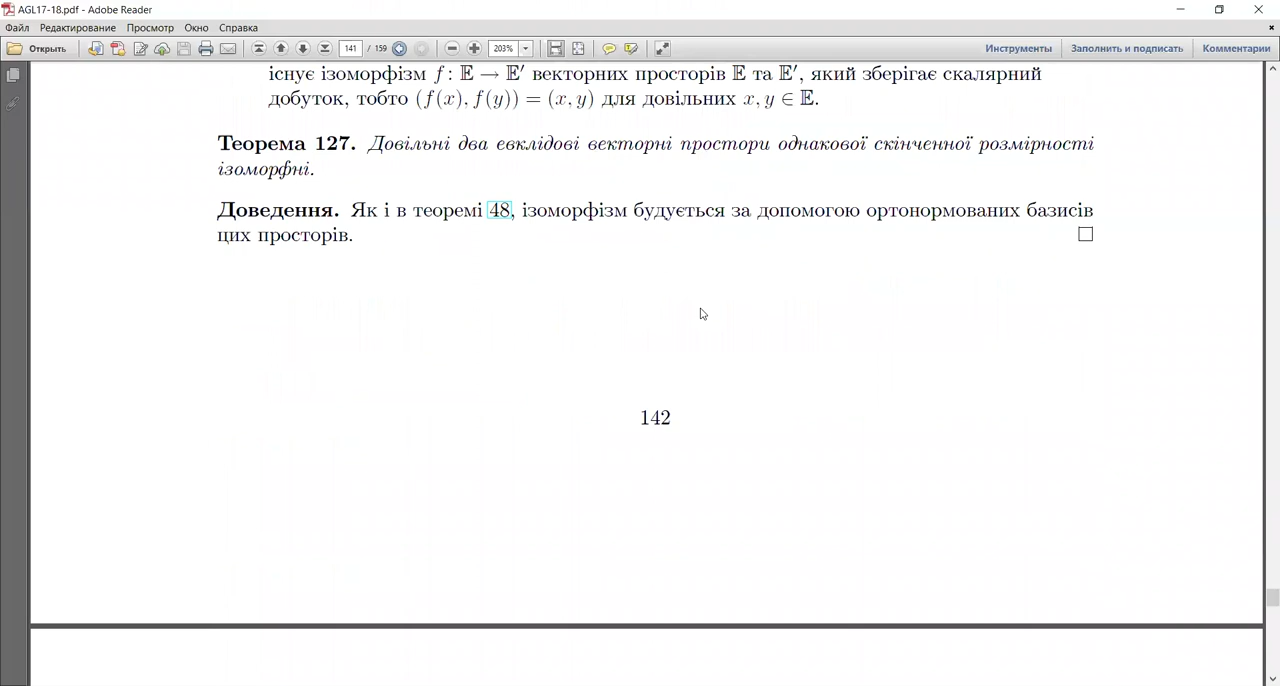 AGL17-18.pdf - Adobe Reader
Файл Редактирование Просмотр Окно Справка
Открыть 141 / 159 203% Инструменты Заполнить и подписать Комментарии
існує ізоморфізм f : 𝔼 → 𝔼′ векторних просторів 𝔼 та 𝔼′, який зберігає скалярний
добуток, тобто (f(x), f(y)) = (x, y) для довільних x, y ∈ 𝔼.
Теорема 127. Довільні два евклідові векторні простори однакової скінченної розмірності
ізоморфні.
Доведення. Як і в теоремі 48, ізоморфізм будується за допомогою ортонормованих базисів
цих просторів. □
142